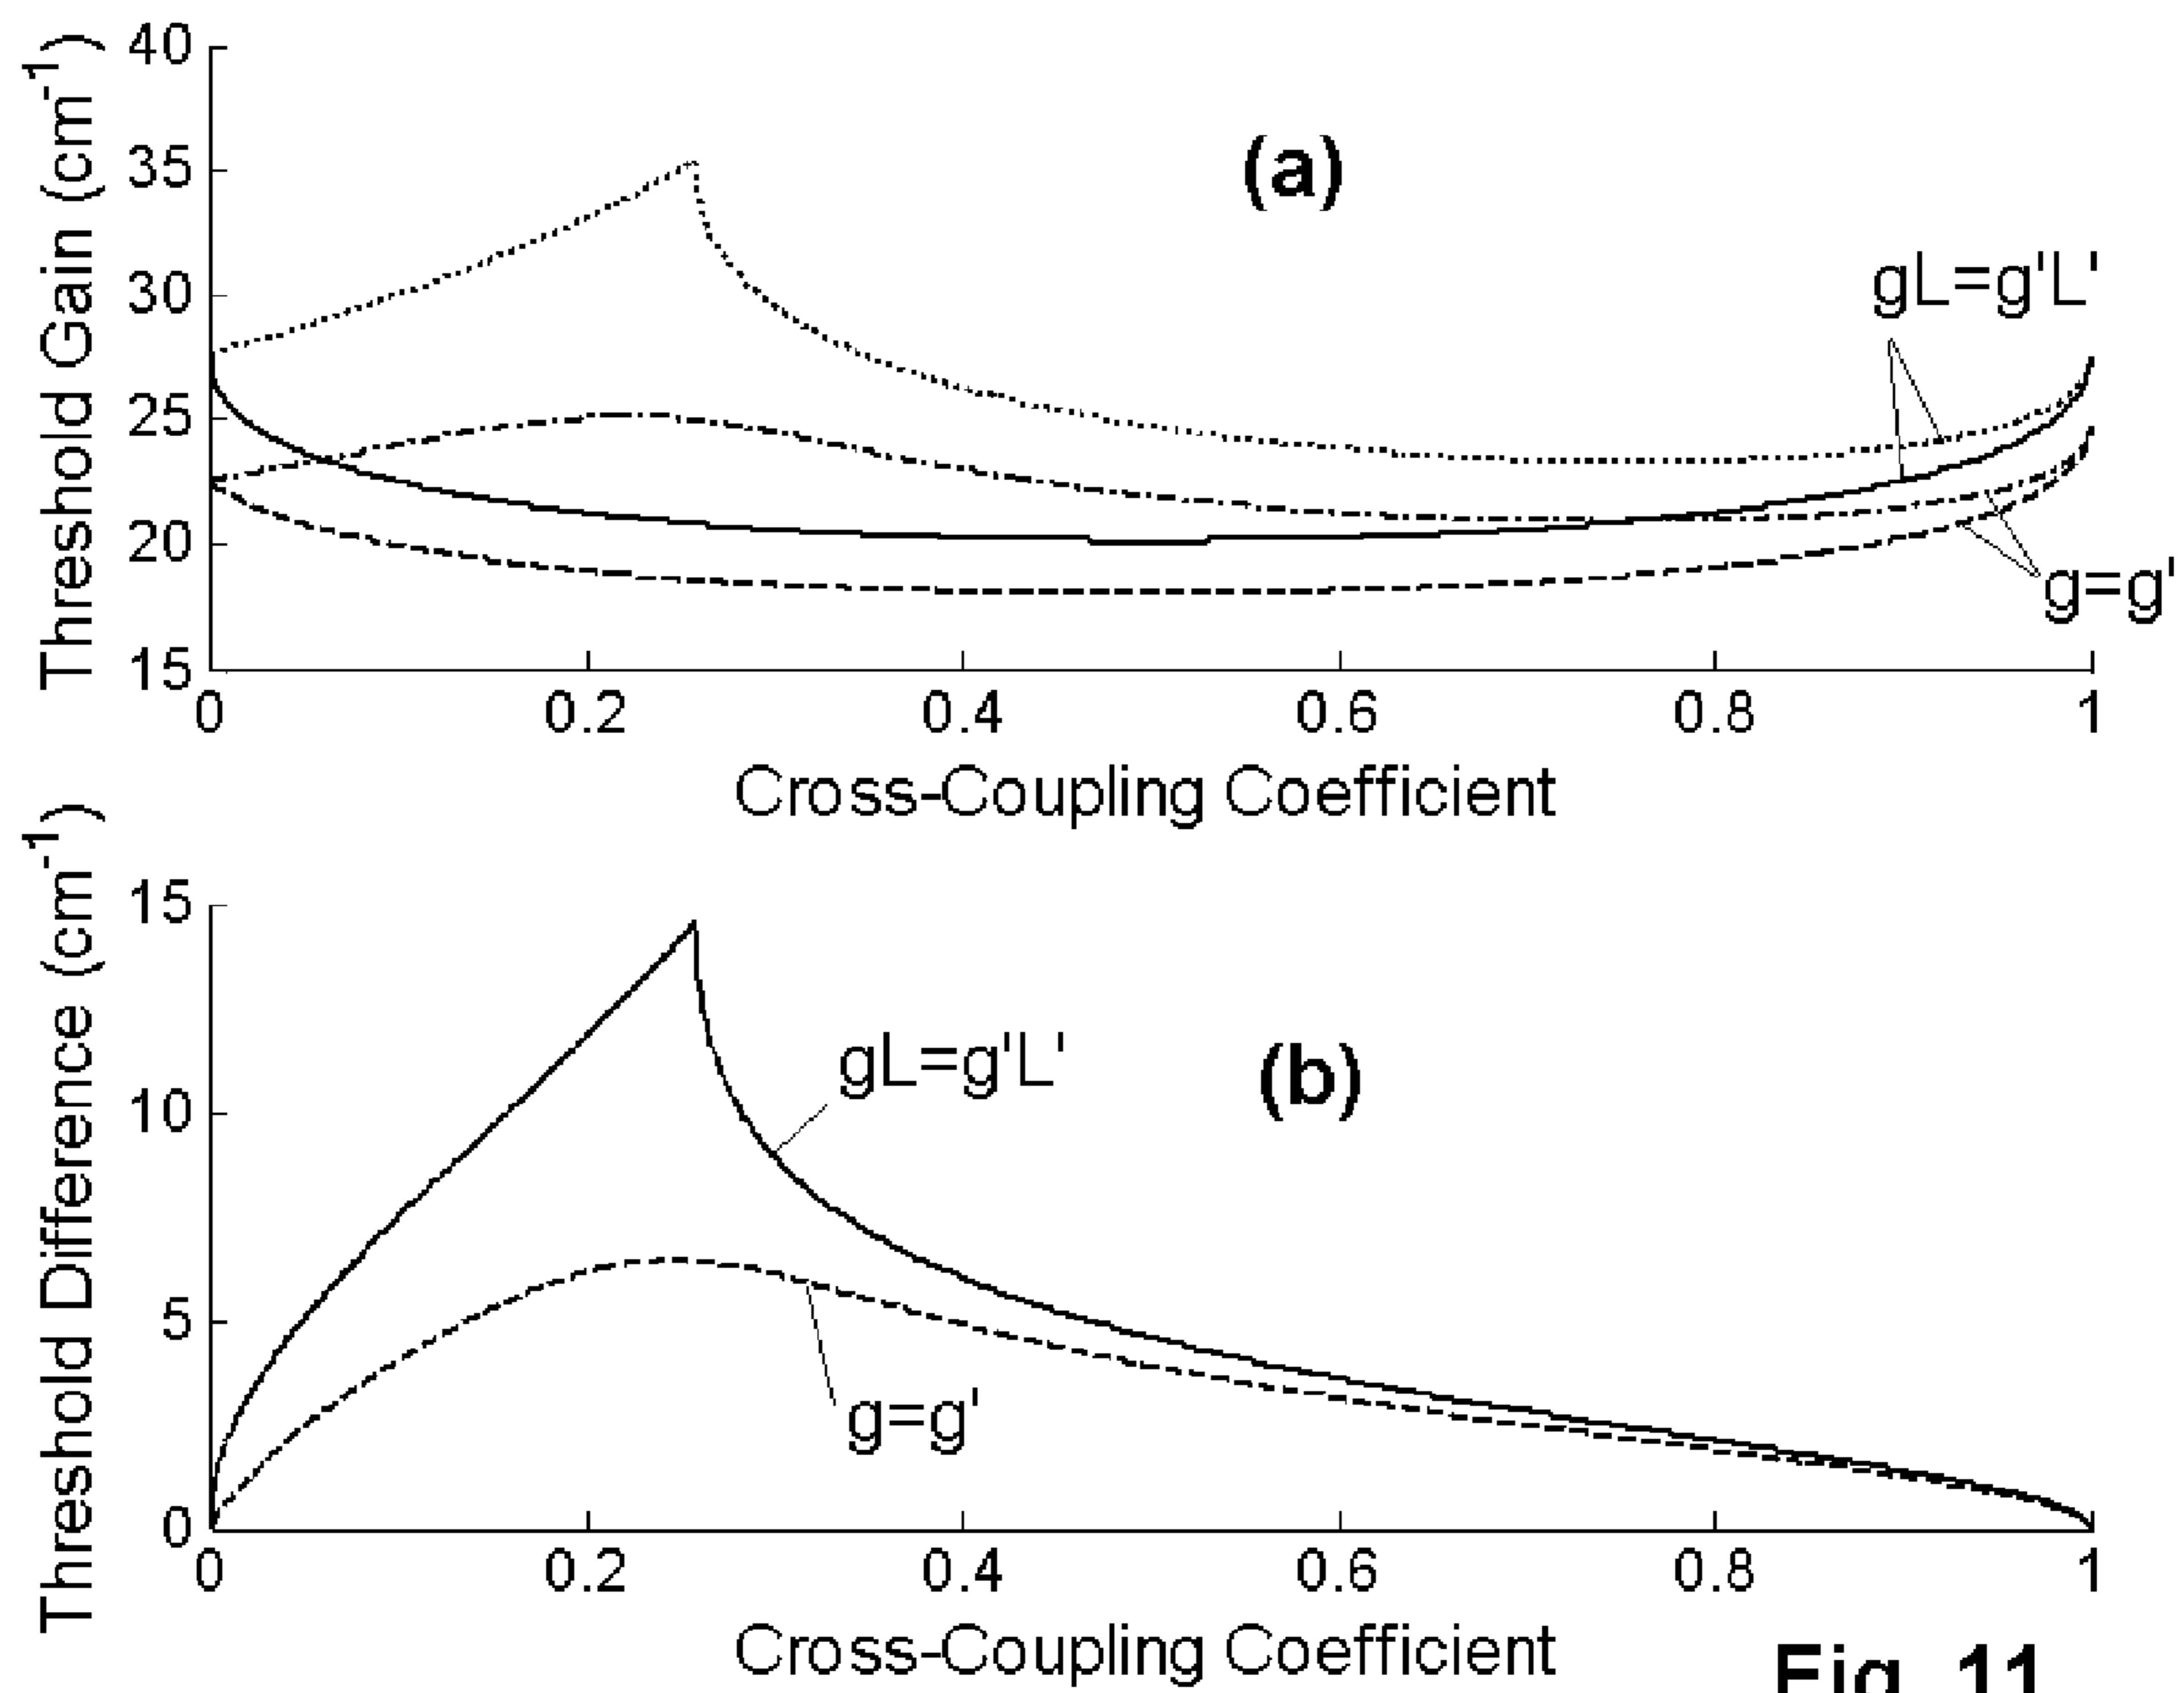 Threshold Gain (cm-1)
40
35
30
25
20
15
(a)
gL=g'L'
g=g'
0 0.2 0.4 0.6 0.8 1
Cross-Coupling Coefficient
Threshold Difference (cm-1)
15
10
5
0
gL=g'L'
(b)
g=g'
0 0.2 0.4 0.6 0.8 1
Cross-Coupling Coefficient
Fig. 11